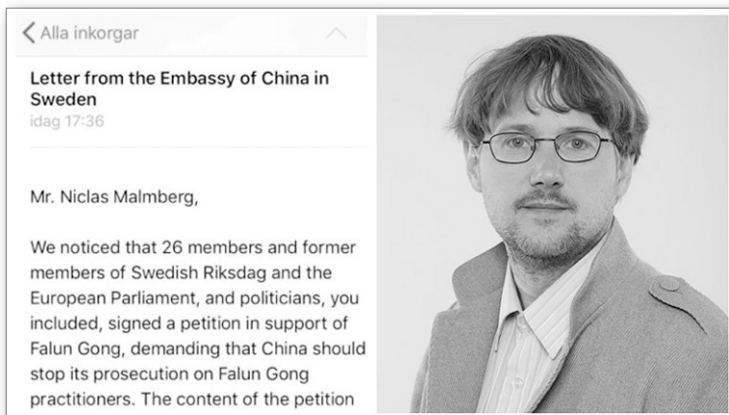 Alla inkorgar
Letter from the Embassy of China in
Sweden
idag 17:36
Mr. Niclas Malmberg,
We noticed that 26 members and former
members of Swedish Riksdag and the
European Parliament, and politicians, you
included, signed a petition in support of
Falun Gong, demanding that China should
stop its prosecution on Falun Gong
practitioners. The content of the petition